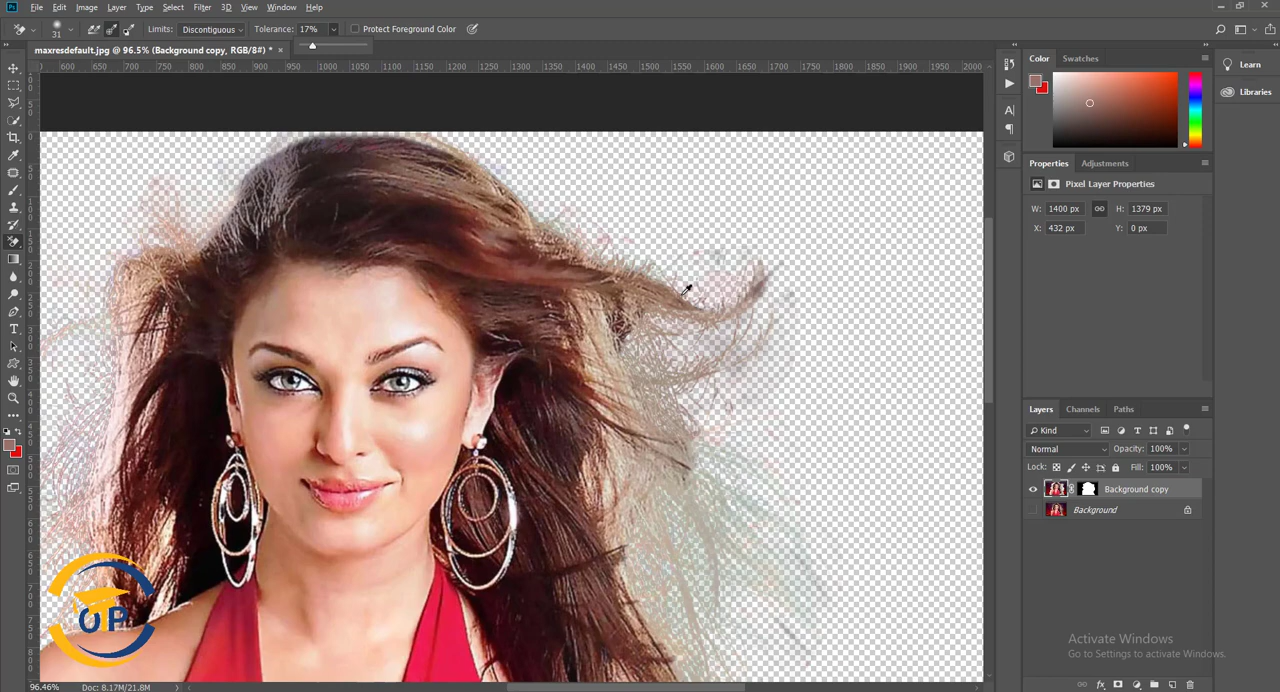 Ps File Edit Image Layer Type Select Filter 3D View Window Help
31 Limits: Discontiguous Tolerance: 17% Protect Foreground Color
maxresdefault.jpg @ 96.5% (Background copy, RGB/8#) * ×
600 650 700 750 800 850 900 950 1000 1050 1100 1150 1200 1250 1300 1350 1400 1450 1500 1550 1600 1650 1700 1750 1800 1850 1900 1950 2000
Color Swatches
Learn
Libraries
Properties Adjustments
Pixel Layer Properties
W: 1400 px H: 1379 px
X: 432 px Y: 0 px
Layers Channels Paths
Kind
Normal Opacity: 100%
Lock: Fill: 100%
Background copy
Background
UP
Activate Windows
Go to Settings to activate Windows.
96.46% Doc: 8.17M/21.8M